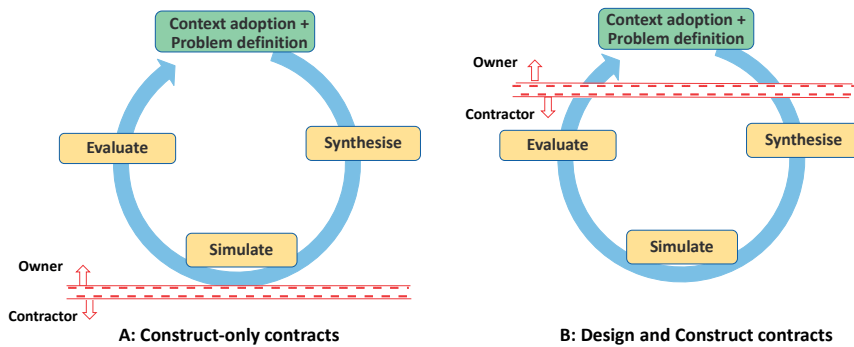 Context adoption +
Problem definition
Evaluate
Synthesise
Simulate
Owner
Contractor
A: Construct-only contracts
Context adoption +
Problem definition
Owner
Contractor
Evaluate
Synthesise
Simulate
B: Design and Construct contracts